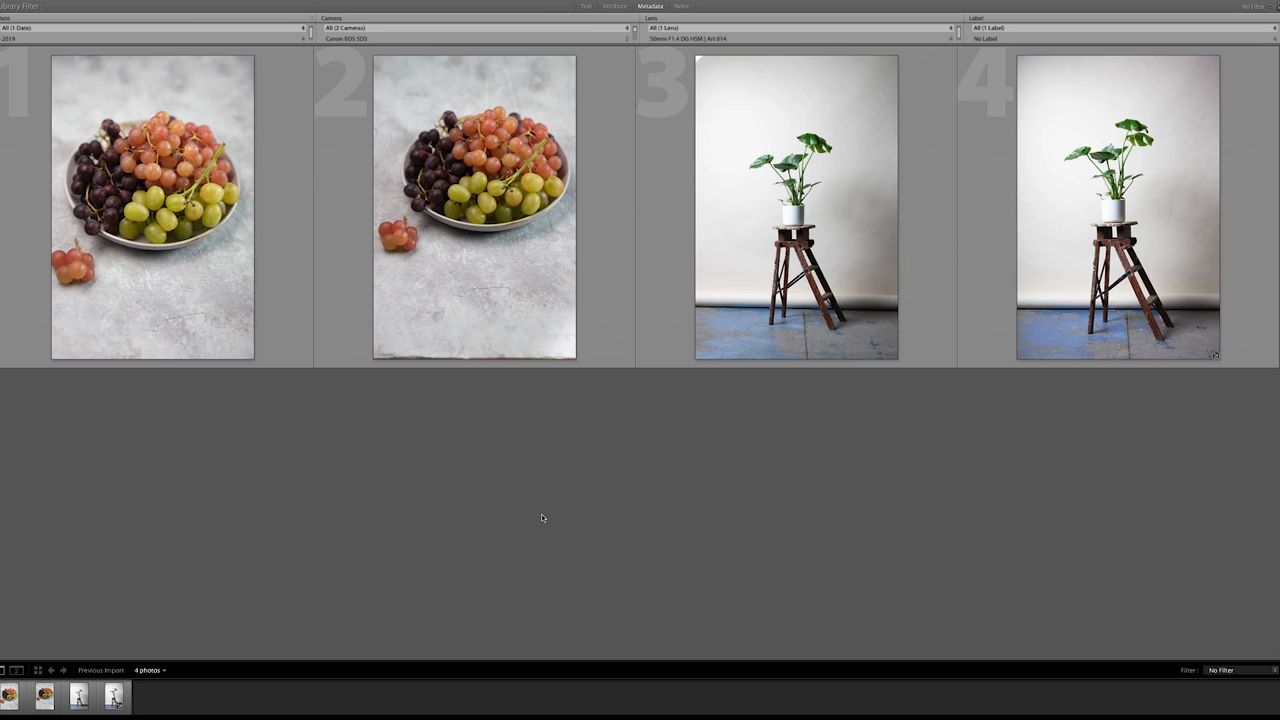 Library Filter: Text Attribute Metadata None No Filter
Date Camera Lens Label
All (1 Date) 4 All (2 Cameras) 4 All (1 Lens) 4 All (1 Label) 4
2019 4 Canon EOS 5DS 2 50mm F1.4 DG HSM | Art 014 4 No Label 4
1 2 3 4
2 Previous Import 4 photos Filter : No Filter